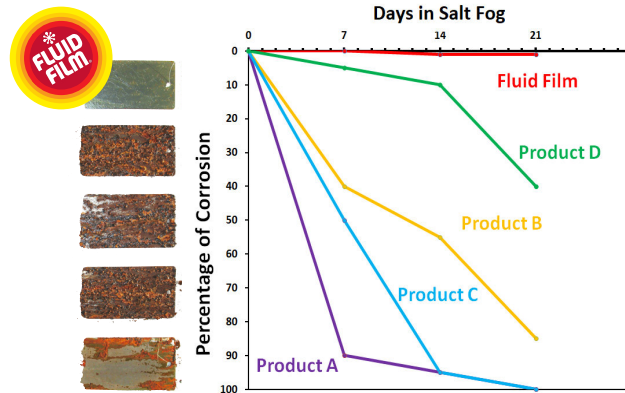 Days in Salt Fog
0 7 14 21
FLUID
FILM
®
Percentage of Corrosion
0
10
20
30
40
50
60
70
80
90
100
Fluid Film
Product D
Product B
Product C
Product A